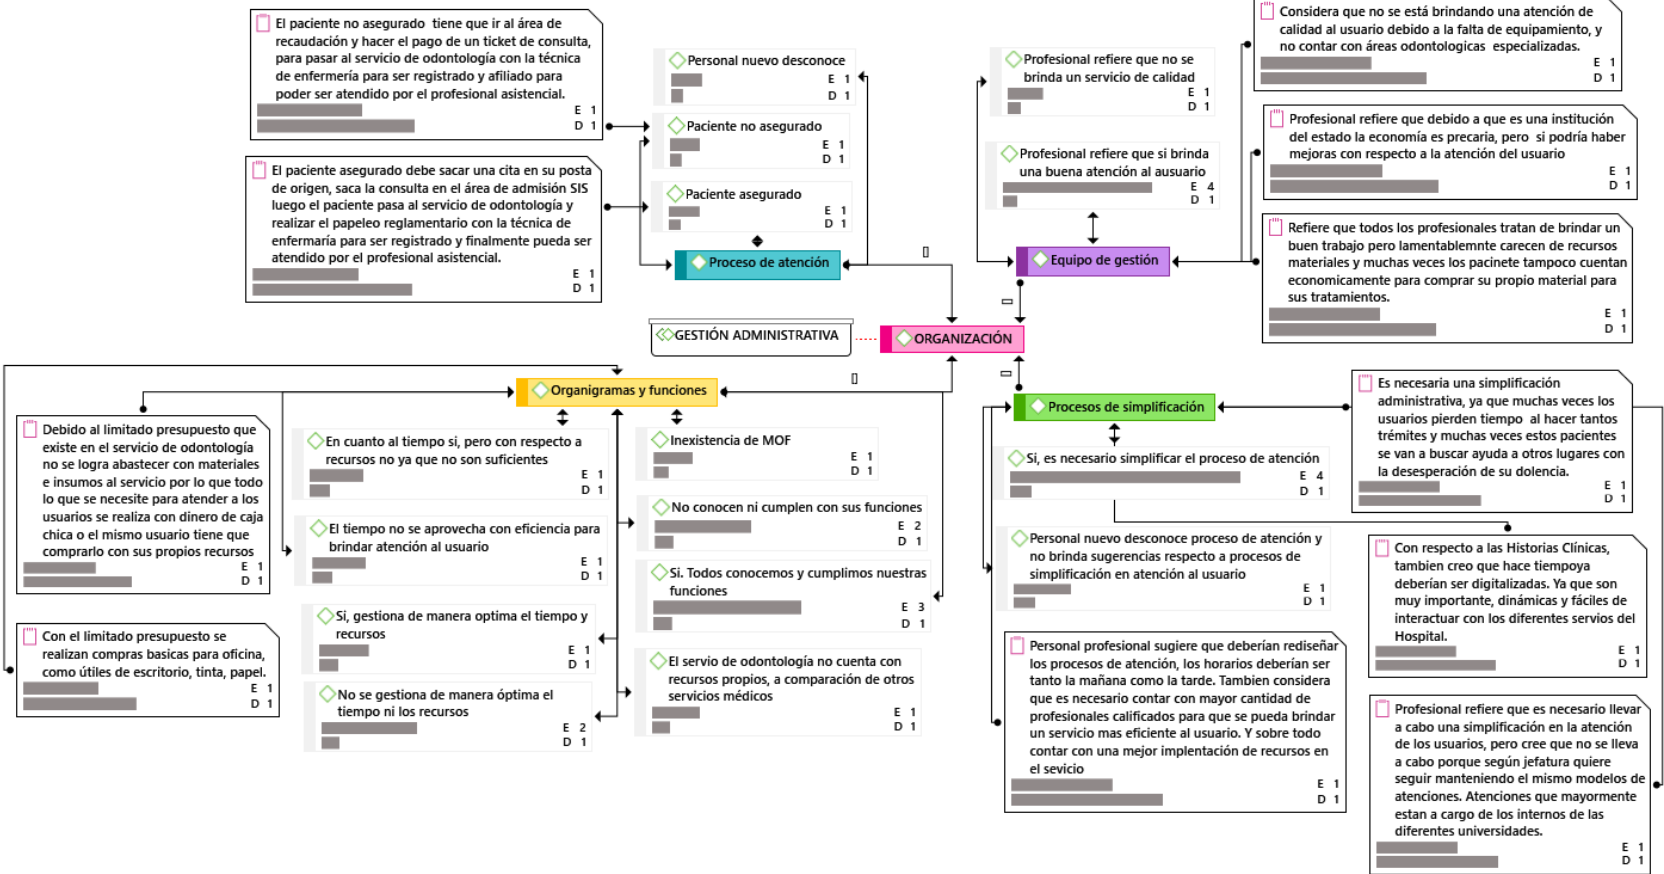 El paciente no asegurado tiene que ir al área de
recaudación y hacer el pago de un ticket de consulta,
para pasar al servicio de odontología con la técnica
de enfermería para ser registrado y afiliado para
poder ser atendido por el profesional asistencial.
E 1
D 1
El paciente asegurado debe sacar una cita en su posta
de origen, saca la consulta en el área de admisión SIS
luego el paciente pasa al servicio de odontología y
realizar el papeleo reglamentario con la técnica de
enfermaría para ser registrado y finalmente pueda ser
atendido por el profesional asistencial.
E 1
D 1
Personal nuevo desconoce
E 1
D 1
Paciente no asegurado
E 1
D 1
Paciente asegurado
E 1
D 1
Proceso de atención
Profesional refiere que no se
brinda un servicio de calidad
E 1
D 1
Profesional refiere que si brinda
una buena atención al ausuario
E 4
D 1
Equipo de gestión
Considera que no se está brindando una atención de
calidad al usuario debido a la falta de equipamiento, y
no contar con áreas odontologicas especializadas.
E 1
D 1
Profesional refiere que debido a que es una institución
del estado la economía es precaria, pero si podría haber
mejoras con respecto a la atención del usuario
E 1
D 1
Refiere que todos los profesionales tratan de brindar un
buen trabajo pero lamentablemnte carecen de recursos
materiales y muchas veces los pacinete tampoco cuentan
economicamente para comprar su propio material para
sus tratamientos.
E 1
D 1
GESTIÓN ADMINISTRATIVA
ORGANIZACIÓN
Organigramas y funciones
Debido al limitado presupuesto que
existe en el servicio de odontología
no se logra abastecer con materiales
e insumos al servicio por lo que todo
lo que se necesite para atender a los
usuarios se realiza con dinero de caja
chica o el mismo usuario tiene que
comprarlo con sus propios recursos
E 1
D 1
Con el limitado presupuesto se
realizan compras basicas para oficina,
como útiles de escritorio, tinta, papel.
E 1
D 1
En cuanto al tiempo si, pero con respecto a
recursos no ya que no son suficientes
E 1
D 1
El tiempo no se aprovecha con eficiencia para
brindar atención al usuario
E 1
D 1
Si, gestiona de manera optima el tiempo y
recursos
E 1
D 1
No se gestiona de manera óptima el
tiempo ni los recursos
E 2
D 1
Inexistencia de MOF
E 1
D 1
No conocen ni cumplen con sus funciones
E 2
D 1
Si. Todos conocemos y cumplimos nuestras
funciones
E 3
D 1
El servio de odontología no cuenta con
recursos propios, a comparación de otros
servicios médicos
E 1
D 1
Procesos de simplificación
Si, es necesario simplificar el proceso de atención
E 4
D 1
Personal nuevo desconoce proceso de atención y
no brinda sugerencias respecto a procesos de
simplificación en atención al usuario
E 1
D 1
Personal profesional sugiere que deberían rediseñar
los procesos de atención, los horarios deberían ser
tanto la mañana como la tarde. Tambien considera
que es necesario contar con mayor cantidad de
profesionales calificados para que se pueda brindar
un servicio mas eficiente al usuario. Y sobre todo
contar con una mejor implentación de recursos en
el sevicio
E 1
D 1
Es necesaria una simplificación
administrativa, ya que muchas veces los
usuarios pierden tiempo al hacer tantos
trémites y muchas veces estos pacientes
se van a buscar ayuda a otros lugares con
la desesperación de su dolencia.
E 1
D 1
Con respecto a las Historias Clínicas,
tambien creo que hace tiempoya
deberían ser digitalizadas. Ya que son
muy importante, dinámicas y fáciles de
interactuar con los diferentes servios del
Hospital.
E 1
D 1
Profesional refiere que es necesario llevar
a cabo una simplificación en la atención
de los usuarios, pero cree que no se lleva
a cabo porque según jefatura quiere
seguir manteniendo el mismo modelos de
atenciones. Atenciones que mayormente
estan a cargo de los internos de las
diferentes universidades.
E 1
D 1